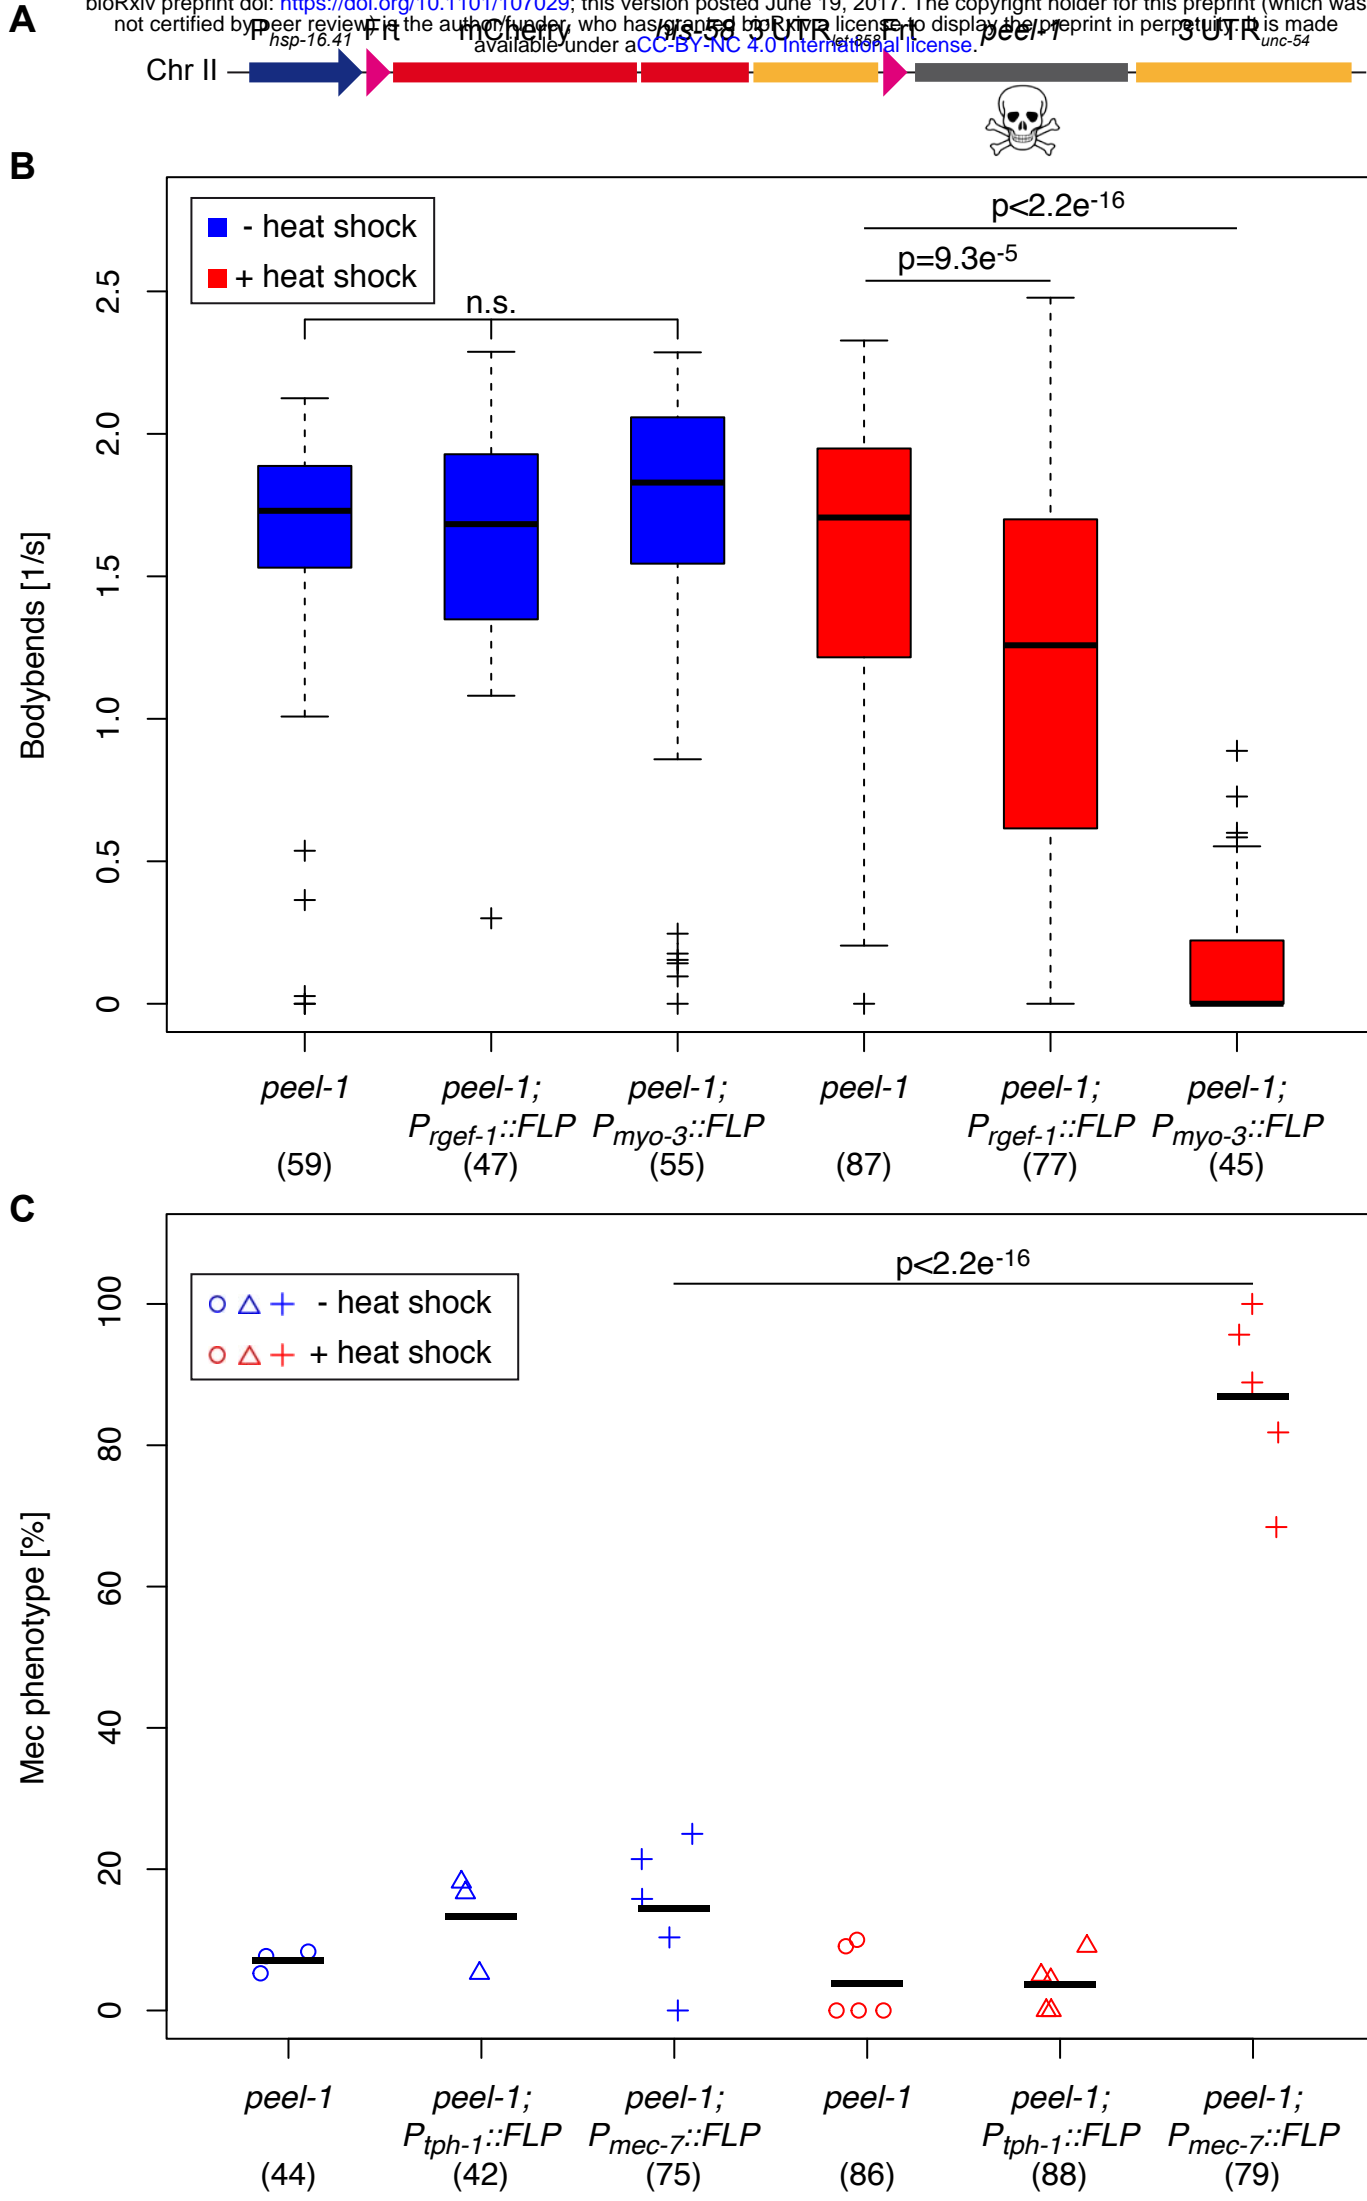 bioRxiv preprint doi: https://doi.org/10.1101/107029; this version posted June 19, 2017. The copyright holder for this preprint (which was
not certified by peer review) is the author/funder, who has granted bioRxiv a license to display the preprint in perpetuity. It is made
available under aCC-BY-NC 4.0 International license.
A
Phsp-16.41 Frt mCherry his-58 3'UTRlet-858 Frt peel-1 3'UTRunc-54
Chr II
B
- heat shock
+ heat shock
n.s.
p<2.2e-16
p=9.3e-5
Bodybends [1/s]
2.5
2.0
1.5
1.0
0.5
0
peel-1 peel-1; peel-1; peel-1 peel-1; peel-1;
Prgef-1::FLP Pmyo-3::FLP Prgef-1::FLP Pmyo-3::FLP
(59) (47) (55) (87) (77) (45)
C
- heat shock
+ heat shock
p<2.2e-16
Mec phenotype [%]
100
80
60
40
20
0
peel-1 peel-1; peel-1; peel-1 peel-1; peel-1;
Ptph-1::FLP Pmec-7::FLP Ptph-1::FLP Pmec-7::FLP
(44) (42) (75) (86) (88) (79)